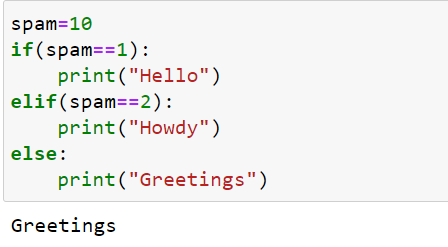 spam=10
if(spam==1):
    print("Hello")
elif(spam==2):
    print("Howdy")
else:
    print("Greetings")
Greetings